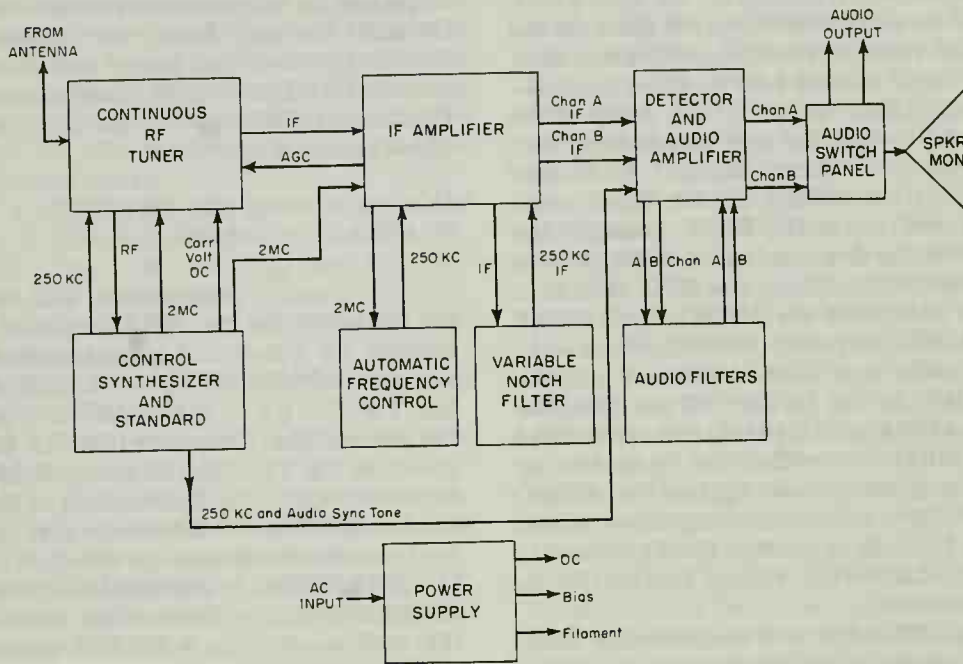 FROM
ANTENNA
CONTINUOUS
RF
TUNER
IF
AGC
IF AMPLIFIER
Chan A
IF
Chan B
IF
DETECTOR
AND
AUDIO
AMPLIFIER
Chan A
Chan B
AUDIO
OUTPUT
AUDIO
SWITCH
PANEL
SPKR
MON
250 KC
RF
2MC
Corr
Volt
DC
2MC
2MC
250 KC
IF
250 KC
IF
A
B
Chan
A
B
CONTROL
SYNTHESIZER
AND
STANDARD
AUTOMATIC
FREQUENCY
CONTROL
VARIABLE
NOTCH
FILTER
AUDIO FILTERS
250 KC and Audio Sync Tone
AC
INPUT
POWER
SUPPLY
DC
Bias
Filament